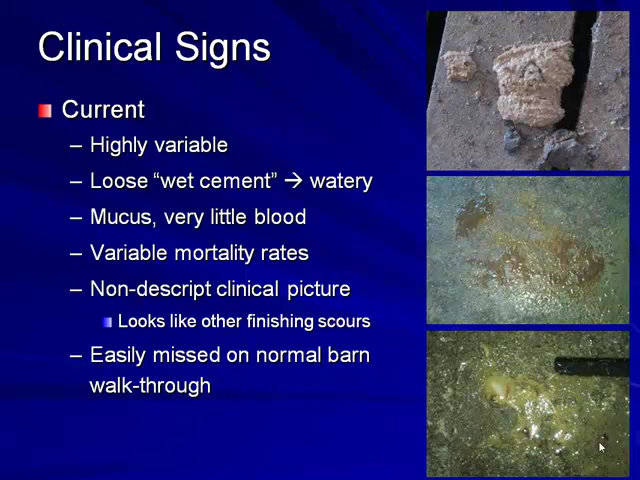 Clinical Signs
Current
– Highly variable
– Loose “wet cement” → watery
– Mucus, very little blood
– Variable mortality rates
– Non-descript clinical picture
Looks like other finishing scours
– Easily missed on normal barn
walk-through